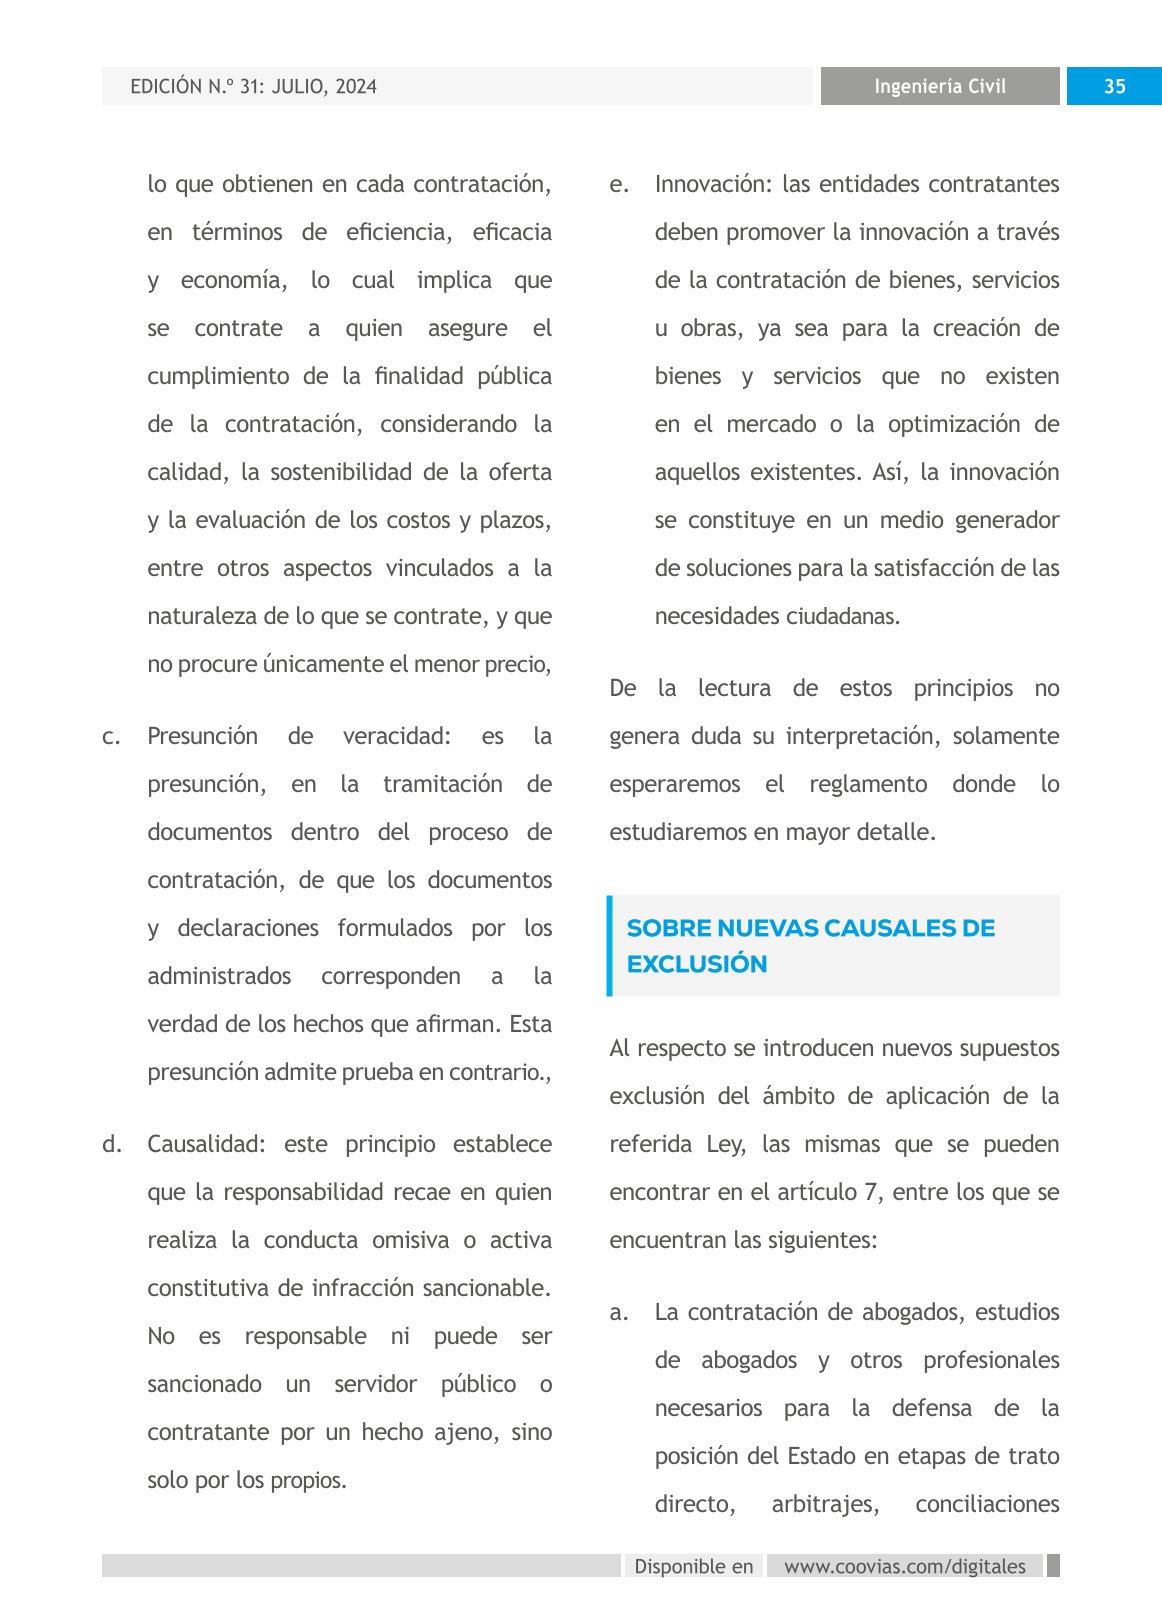 EDICIÓN N.º 31: JULIO, 2024
Ingeniería Civil
35
lo que obtienen en cada contratación,
en términos de eficiencia, eficacia
y economía, lo cual implica que
se contrate a quien asegure el
cumplimiento de la finalidad pública
de la contratación, considerando la
calidad, la sostenibilidad de la oferta
y la evaluación de los costos y plazos,
entre otros aspectos vinculados a la
naturaleza de lo que se contrate, y que
no procure únicamente el menor precio,
c. Presunción de veracidad: es la
presunción, en la tramitación de
documentos dentro del proceso de
contratación, de que los documentos
y declaraciones formulados por los
administrados corresponden a la
verdad de los hechos que afirman. Esta
presunción admite prueba en contrario.,
d. Causalidad: este principio establece
que la responsabilidad recae en quien
realiza la conducta omisiva o activa
constitutiva de infracción sancionable.
No es responsable ni puede ser
sancionado un servidor público o
contratante por un hecho ajeno, sino
solo por los propios.
e. Innovación: las entidades contratantes
deben promover la innovación a través
de la contratación de bienes, servicios
u obras, ya sea para la creación de
bienes y servicios que no existen
en el mercado o la optimización de
aquellos existentes. Así, la innovación
se constituye en un medio generador
de soluciones para la satisfacción de las
necesidades ciudadanas.
De la lectura de estos principios no
genera duda su interpretación, solamente
esperaremos el reglamento donde lo
estudiaremos en mayor detalle.
SOBRE NUEVAS CAUSALES DE
EXCLUSIÓN
Al respecto se introducen nuevos supuestos
exclusión del ámbito de aplicación de la
referida Ley, las mismas que se pueden
encontrar en el artículo 7, entre los que se
encuentran las siguientes:
a. La contratación de abogados, estudios
de abogados y otros profesionales
necesarios para la defensa de la
posición del Estado en etapas de trato
directo, arbitrajes, conciliaciones
Disponible en
www.coovias.com/digitales